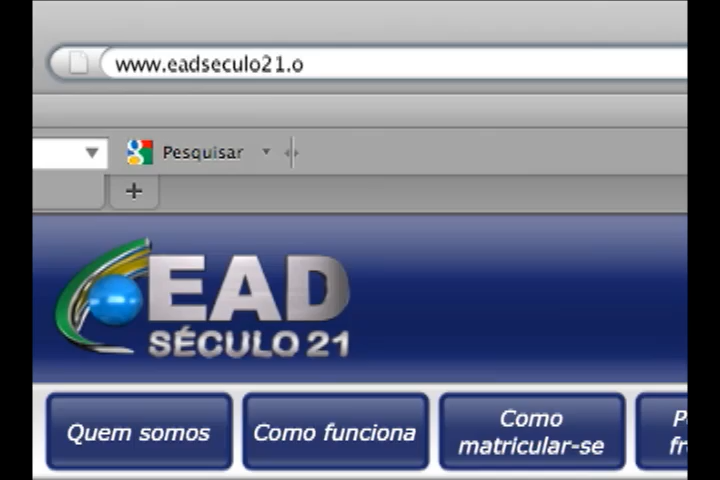 www.eadseculo21.o
Pesquisar
+
EAD
SÉCULO 21
Quem somos
Como funciona
Como
matricular-se